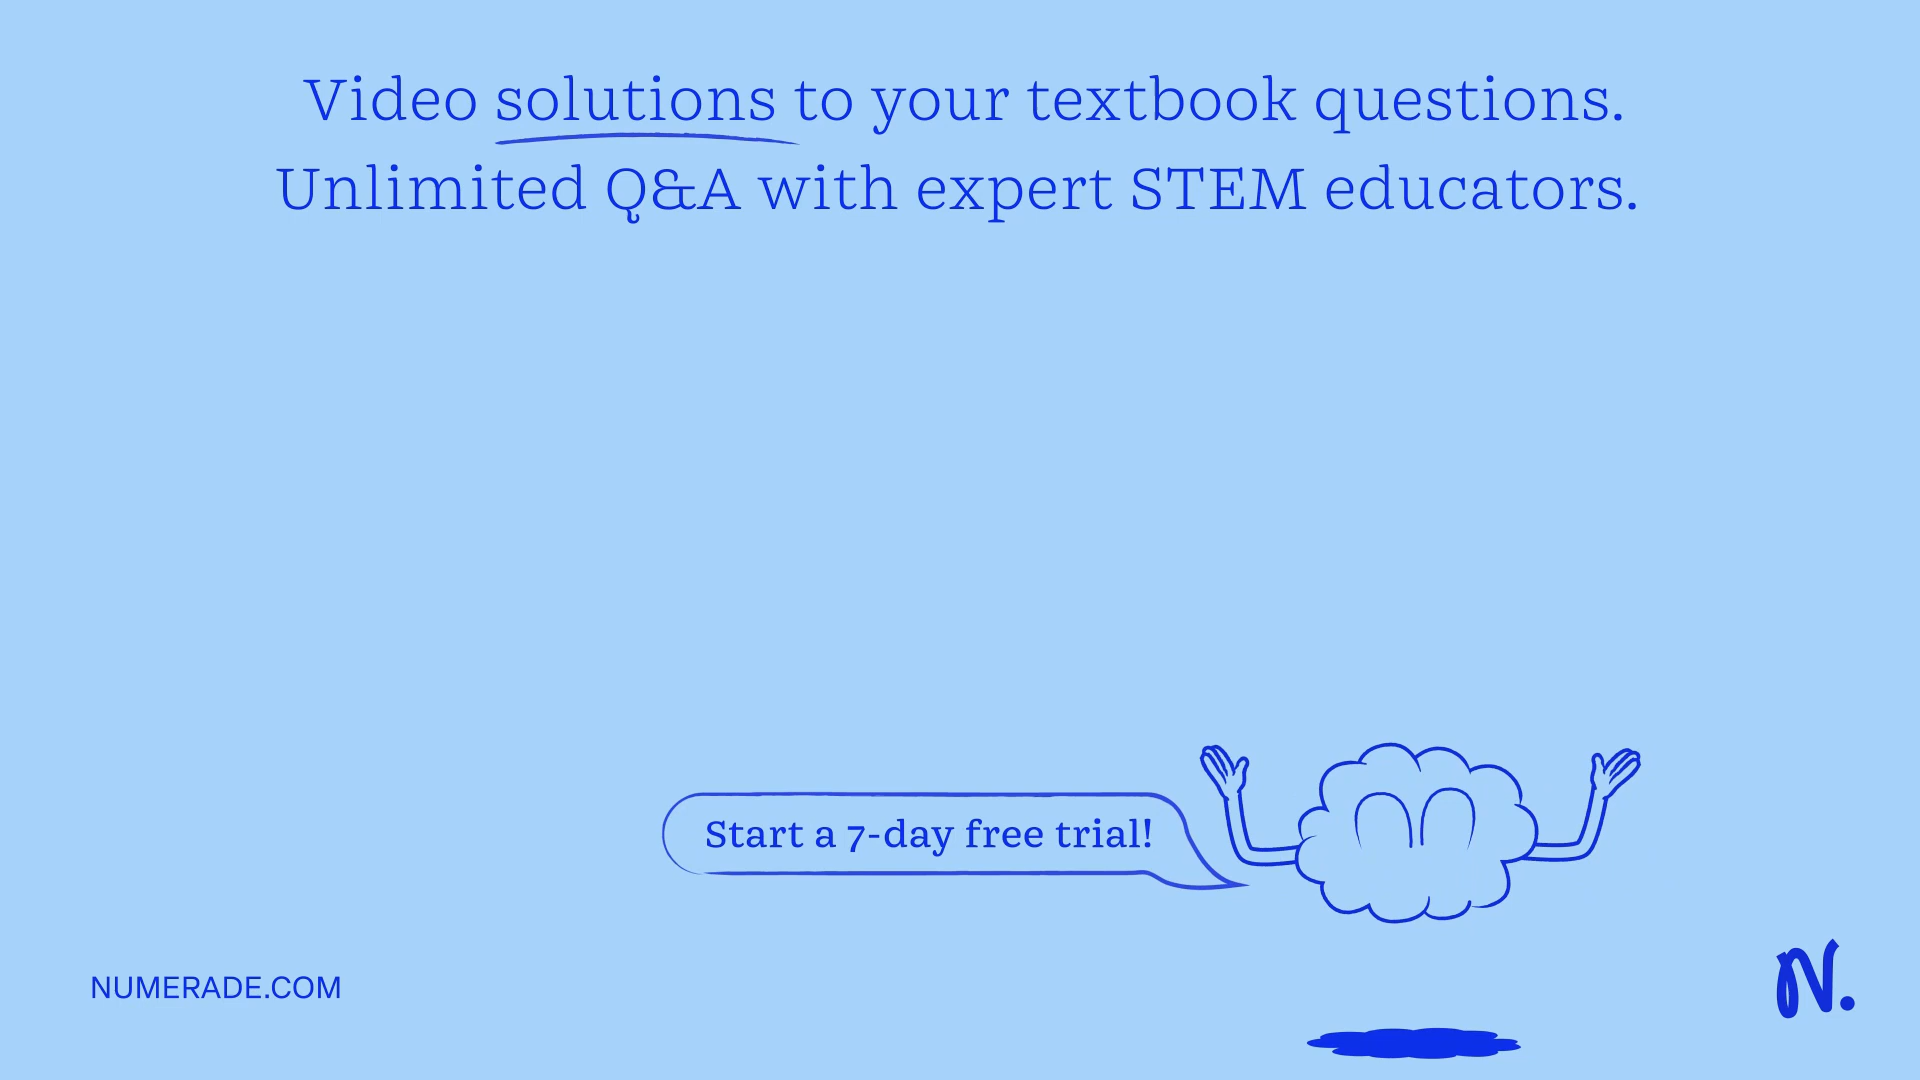 Video solutions to your textbook questions.
Unlimited Q&A with expert STEM educators.
Start a 7-day free trial!
NUMERADE.COM
N.